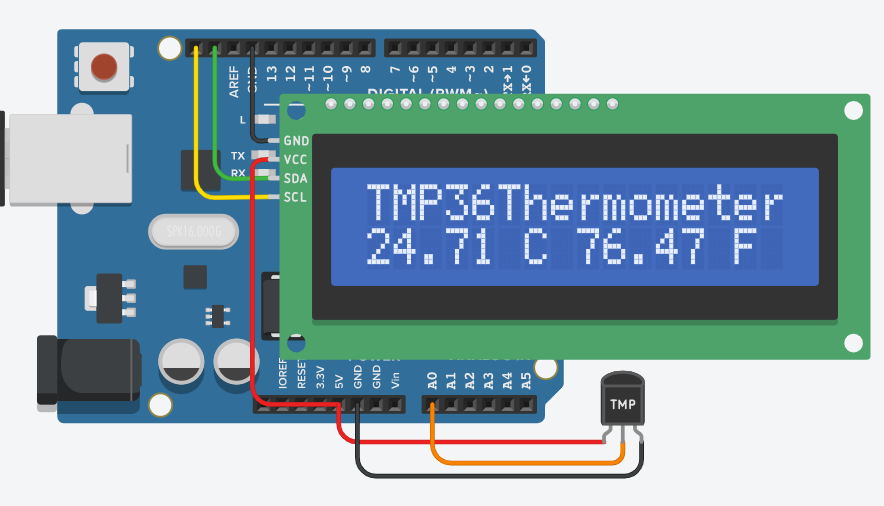 AREF
GND
13
12
~11
~10
~9
8
7
~6
~5
4
~3
2
TX→1
RX←0
DIGITAL (PWM~)
L
TX
RX
GND
VCC
SDA
SCL
TMP36Thermometer
24.71 C 76.47 F
SPK16.000G
IOREF
RESET
3.3V
5V
GND
GND
Vin
A0
A1
A2
A3
A4
A5
TMP